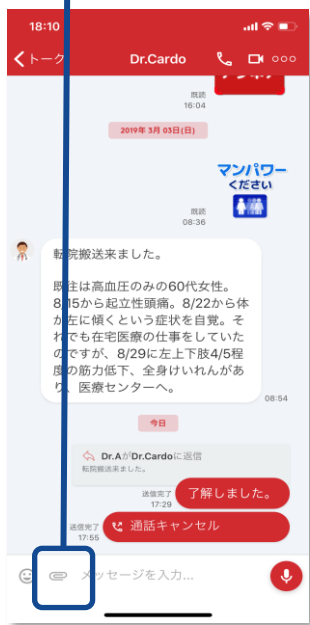 18:10
トーク Dr.Cardo
既読
16:04
2019年 3月 03日(日)
マンパワー
ください
既読
08:36
転院搬送来ました。
既往は高血圧のみの60代女性。
8/15から起立性頭痛。8/22から体
が左に傾くという症状を自覚。そ
れでも在宅医療の仕事をしていた
のですが、8/29に左上下肢4/5程
度の筋力低下、全身けいれんがあ
り、医療センターへ。
08:54
今日
Dr.AがDr.Cardoに返信
転院搬送来ました。
了解しました。
送信完了
17:29
通話キャンセル
送信完了
17:55
メッセージを入力...